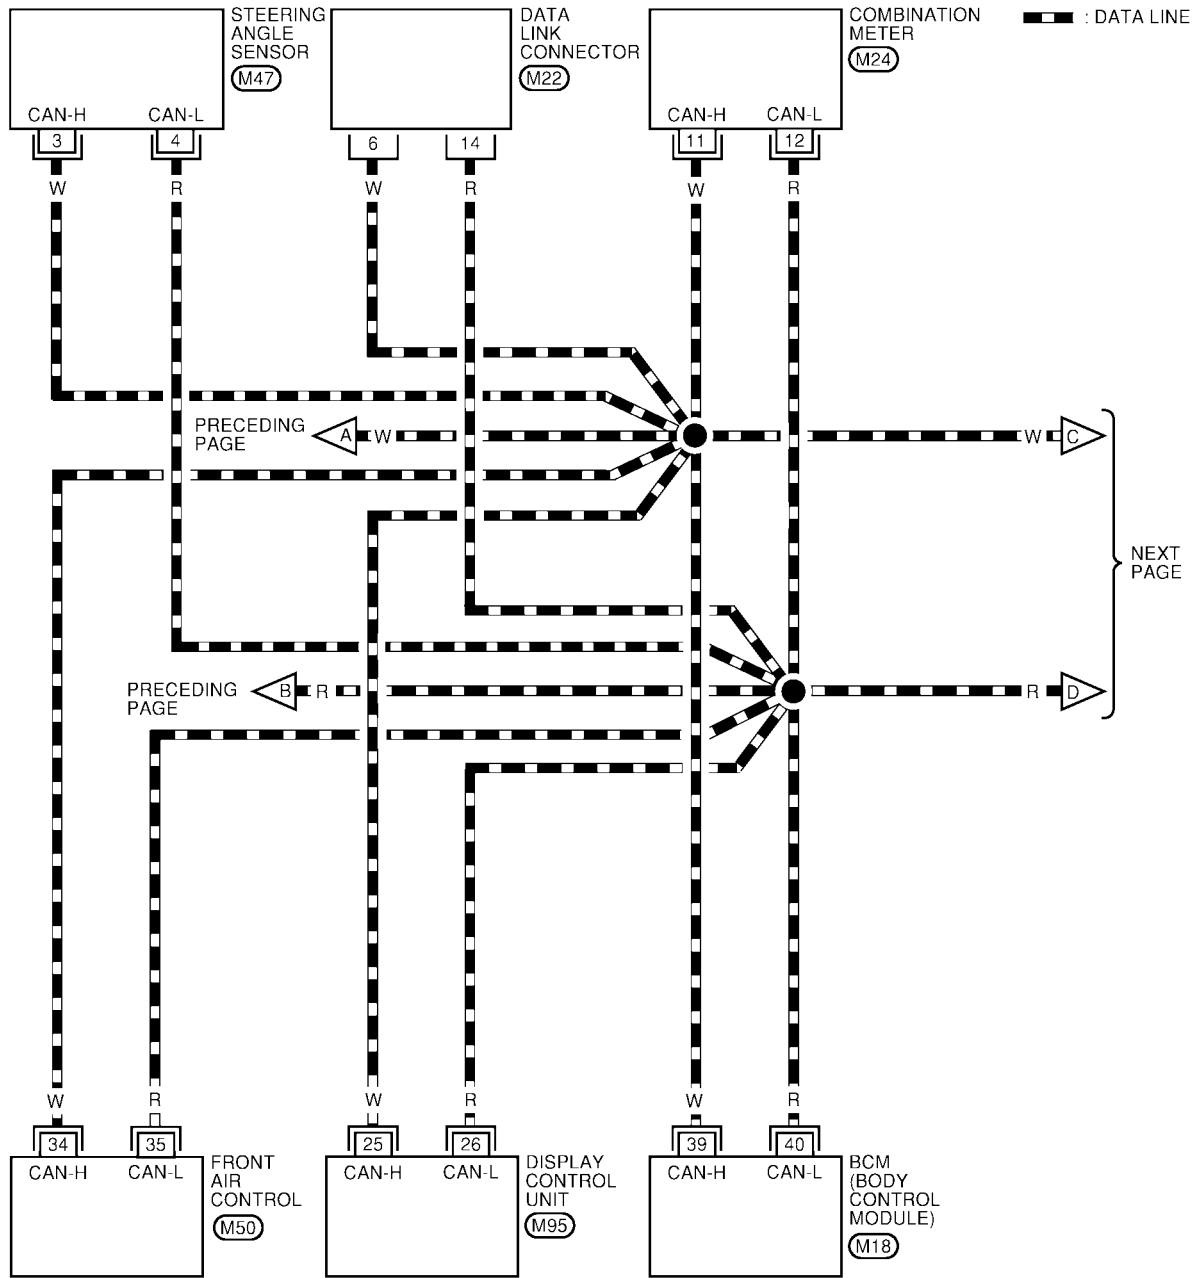 STEERING
ANGLE
SENSOR
M47
DATA
LINK
CONNECTOR
M22
COMBINATION
METER
M24
: DATA LINE
CAN-H
CAN-L
CAN-H
CAN-L
3
4
6
14
11
12
W
R
W
R
W
R
PRECEDING
PAGE
A
W
W
C
NEXT
PAGE
PRECEDING
PAGE
B
R
R
D
W
R
W
R
W
R
34
35
25
26
39
40
CAN-H
CAN-L
FRONT
AIR
CONTROL
M50
CAN-H
CAN-L
DISPLAY
CONTROL
UNIT
M95
CAN-H
CAN-L
BCM
(BODY
CONTROL
MODULE)
M18